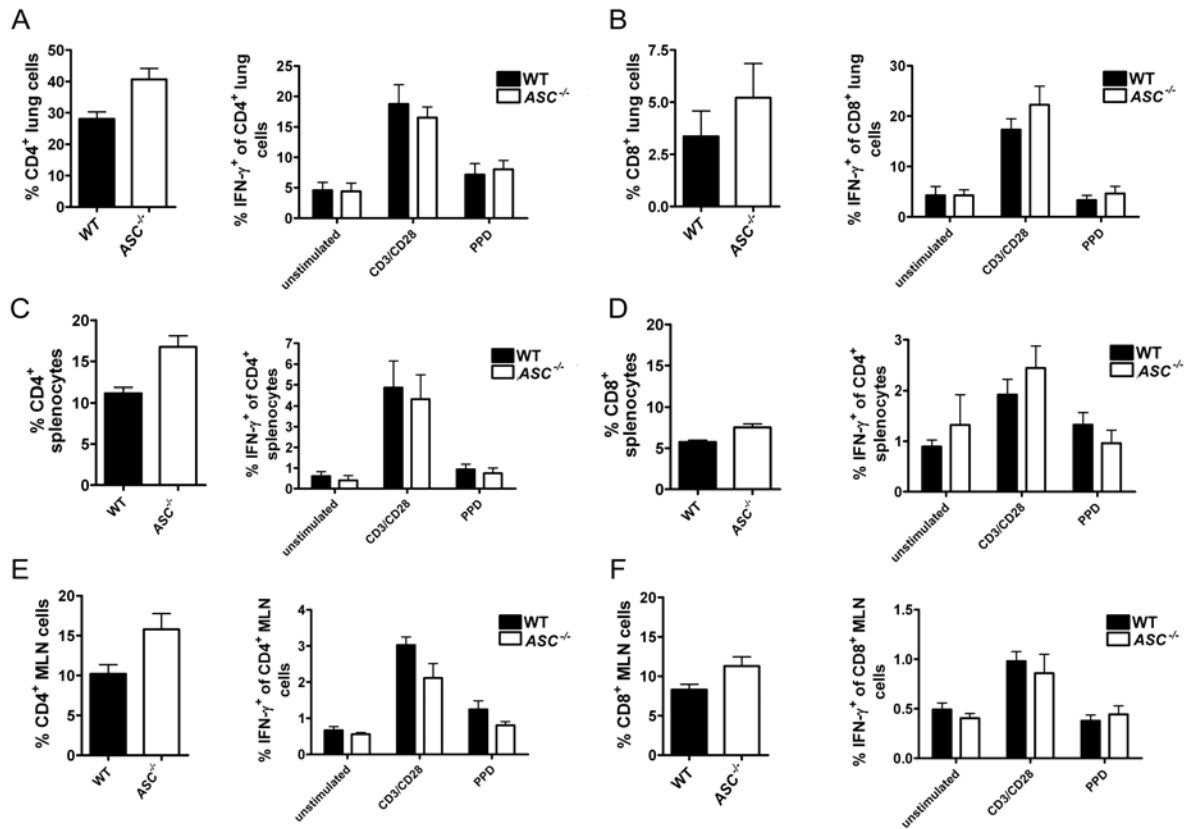 A
% CD4⁺ lung cells
50
40
30
20
10
0
WT
ASC⁻/⁻
% IFN-γ⁺ of CD4⁺ lung
cells
25
20
15
10
5
0
unstimulated
CD3/CD28
PPD
WT
ASC⁻/⁻
B
% CD8⁺ lung cells
7.5
5.0
2.5
0.0
WT
ASC⁻/⁻
% IFN-γ⁺ of CD8⁺ lung
cells
30
20
10
0
unstimulated
CD3/CD28
PPD
WT
ASC⁻/⁻
C
% CD4⁺
splenocytes
20
15
10
5
0
WT
ASC⁻/⁻
% IFN-γ⁺ of CD4⁺
splenocytes
7
6
5
4
3
2
1
0
unstimulated
CD3/CD28
PPD
WT
ASC⁻/⁻
D
% CD8⁺
splenocytes
20
15
10
5
0
WT
ASC⁻/⁻
% IFN-γ⁺ of CD4⁺
splenocytes
3
2
1
0
unstimulated
CD3/CD28
PPD
WT
ASC⁻/⁻
E
% CD4⁺ MLN cells
20
15
10
5
0
WT
ASC⁻/⁻
% IFN-γ⁺ of CD4⁺ MLN
cells
4
3
2
1
0
unstimulated
CD3/CD28
PPD
WT
ASC⁻/⁻
F
% CD8⁺ MLN cells
20
15
10
5
0
WT
ASC⁻/⁻
% IFN-γ⁺ of CD8⁺ MLN
cells
1.5
1.0
0.5
0.0
unstimulated
CD3/CD28
PPD
WT
ASC⁻/⁻